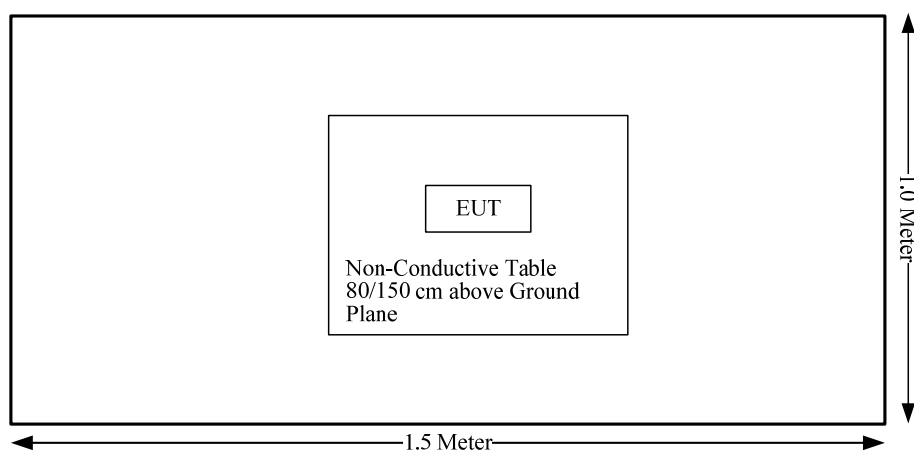 EUT
Non-Conductive Table
80/150 cm above Ground
Plane
1.0 Meter
1.5 Meter